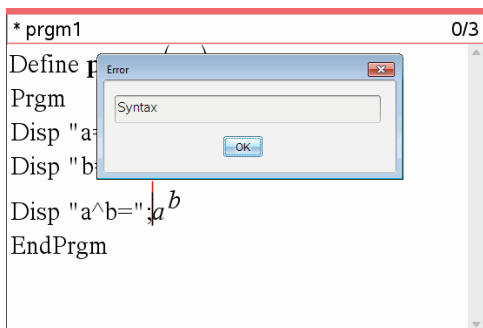 * prgm1 0/3
Define
Error
Prgm
Syntax
Disp "a=
OK
Disp "b
Disp "a^b=";a^b
EndPrgm